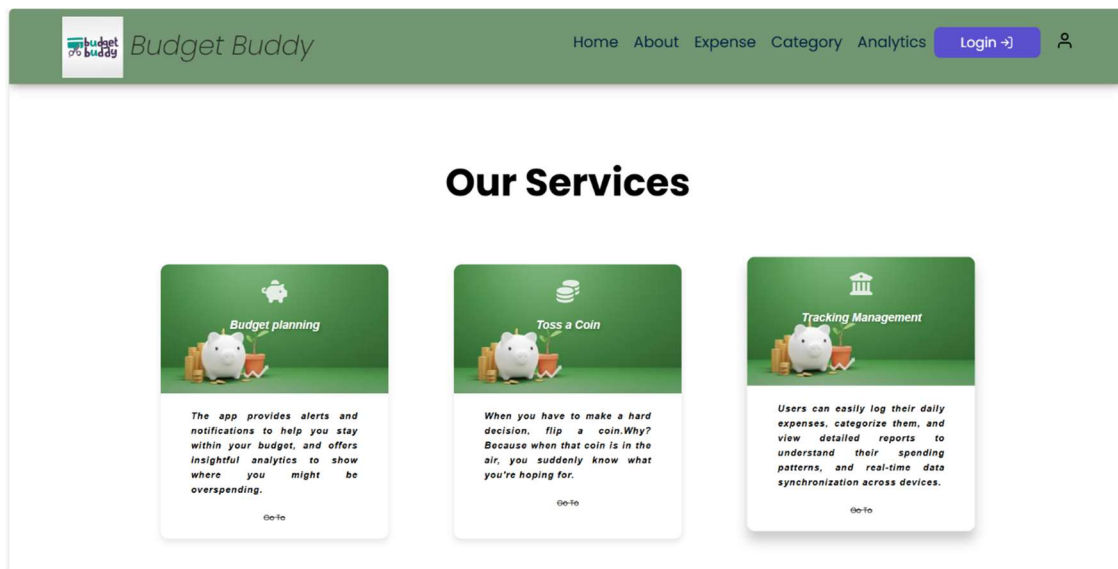 budget
buddy
Budget Buddy
Home About Expense Category Analytics Login
Our Services
Budget planning
The app provides alerts and
notifications to help you stay
within your budget, and offers
insightful analytics to show
where you might be
overspending.
Go To
Toss a Coin
When you have to make a hard
decision, flip a coin.Why?
Because when that coin is in the
air, you suddenly know what
you're hoping for.
Go To
Tracking Management
Users can easily log their daily
expenses, categorize them, and
view detailed reports to
understand their spending
patterns, and real-time data
synchronization across devices.
Go To